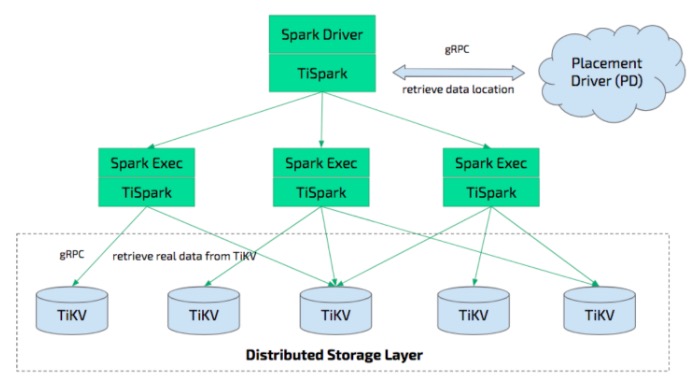 Spark Driver
TiSpark
gRPC
retrieve data location
Placement
Driver (PD)
Spark Exec
TiSpark
Spark Exec
TiSpark
Spark Exec
TiSpark
gRPC
retrieve real data from TiKV
TiKV
TiKV
TiKV
TiKV
TiKV
Distributed Storage Layer